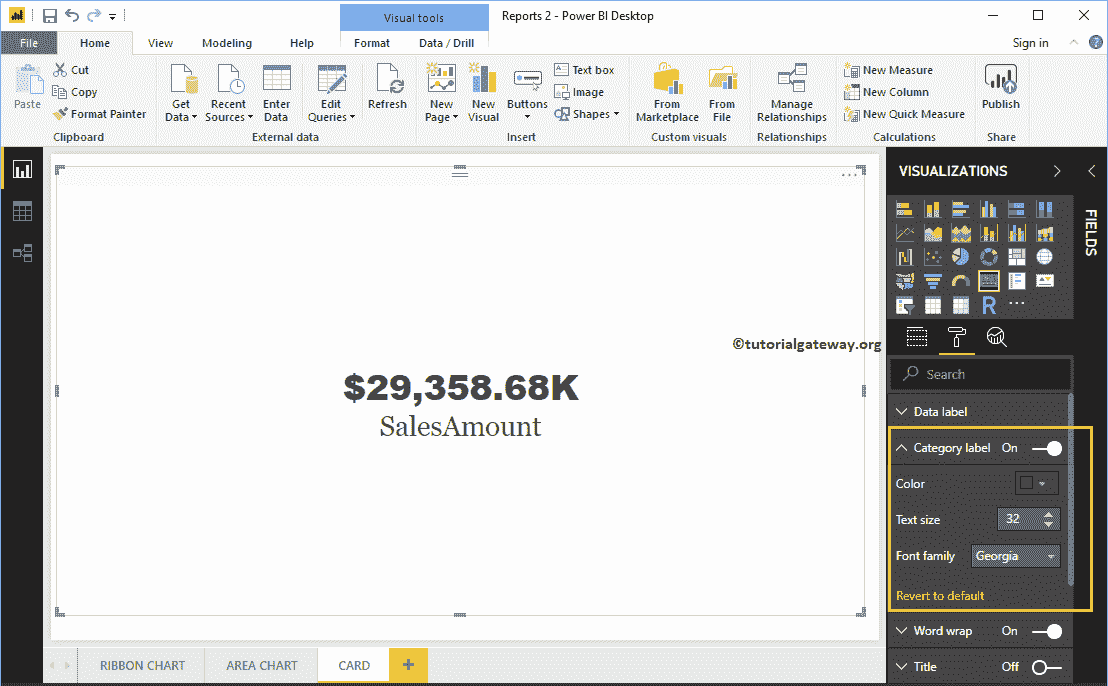 Visual tools
Reports 2 - Power BI Desktop
File Home View Modeling Help Format Data / Drill Sign in
Paste
Cut
Copy
Format Painter
Get Data
Recent Sources
Enter Data
Edit Queries
Refresh
New Page
New Visual
Buttons
Text box
Image
Shapes
From Marketplace
From File
Manage Relationships
New Measure
New Column
New Quick Measure
Publish
Clipboard External data Insert Custom visuals Relationships Calculations Share
VISUALIZATIONS
FIELDS
R
©tutorialgateway.org
$29,358.68K
SalesAmount
Search
Data label
Category label On
Color
Text size 32
Font family Georgia
Revert to default
Word wrap On
Title Off
RIBBON CHART AREA CHART CARD +